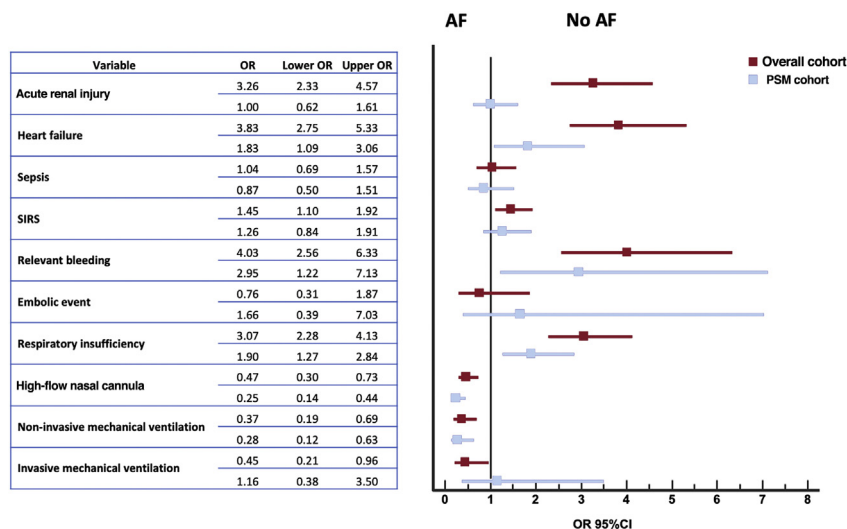 AF No AF
Variable OR Lower OR Upper OR
Acute renal injury 3.26 2.33 4.57
1.00 0.62 1.61
Heart failure 3.83 2.75 5.33
1.83 1.09 3.06
Sepsis 1.04 0.69 1.57
0.87 0.50 1.51
SIRS 1.45 1.10 1.92
1.26 0.84 1.91
Relevant bleeding 4.03 2.56 6.33
2.95 1.22 7.13
Embolic event 0.76 0.31 1.87
1.66 0.39 7.03
Respiratory insufficiency 3.07 2.28 4.13
1.90 1.27 2.84
High-flow nasal cannula 0.47 0.30 0.73
0.25 0.14 0.44
Non-invasive mechanical ventilation 0.37 0.19 0.69
0.28 0.12 0.63
Invasive mechanical ventilation 0.45 0.21 0.96
1.16 0.38 3.50
Overall cohort
PSM cohort
0 1 2 3 4 5 6 7 8
OR 95%CI